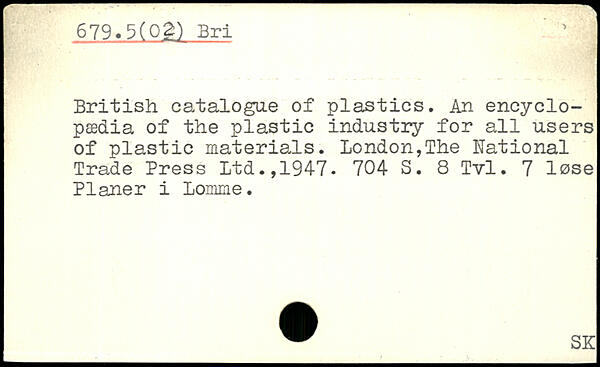 679.5(02) Bri
British catalogue of plastics. An encyclo-
pædia of the plastic industry for all users
of plastic materials. London,The National
Trade Press Ltd.,1947. 704 S. 8 Tvl. 7 løse
Planer i Lomme.
SK